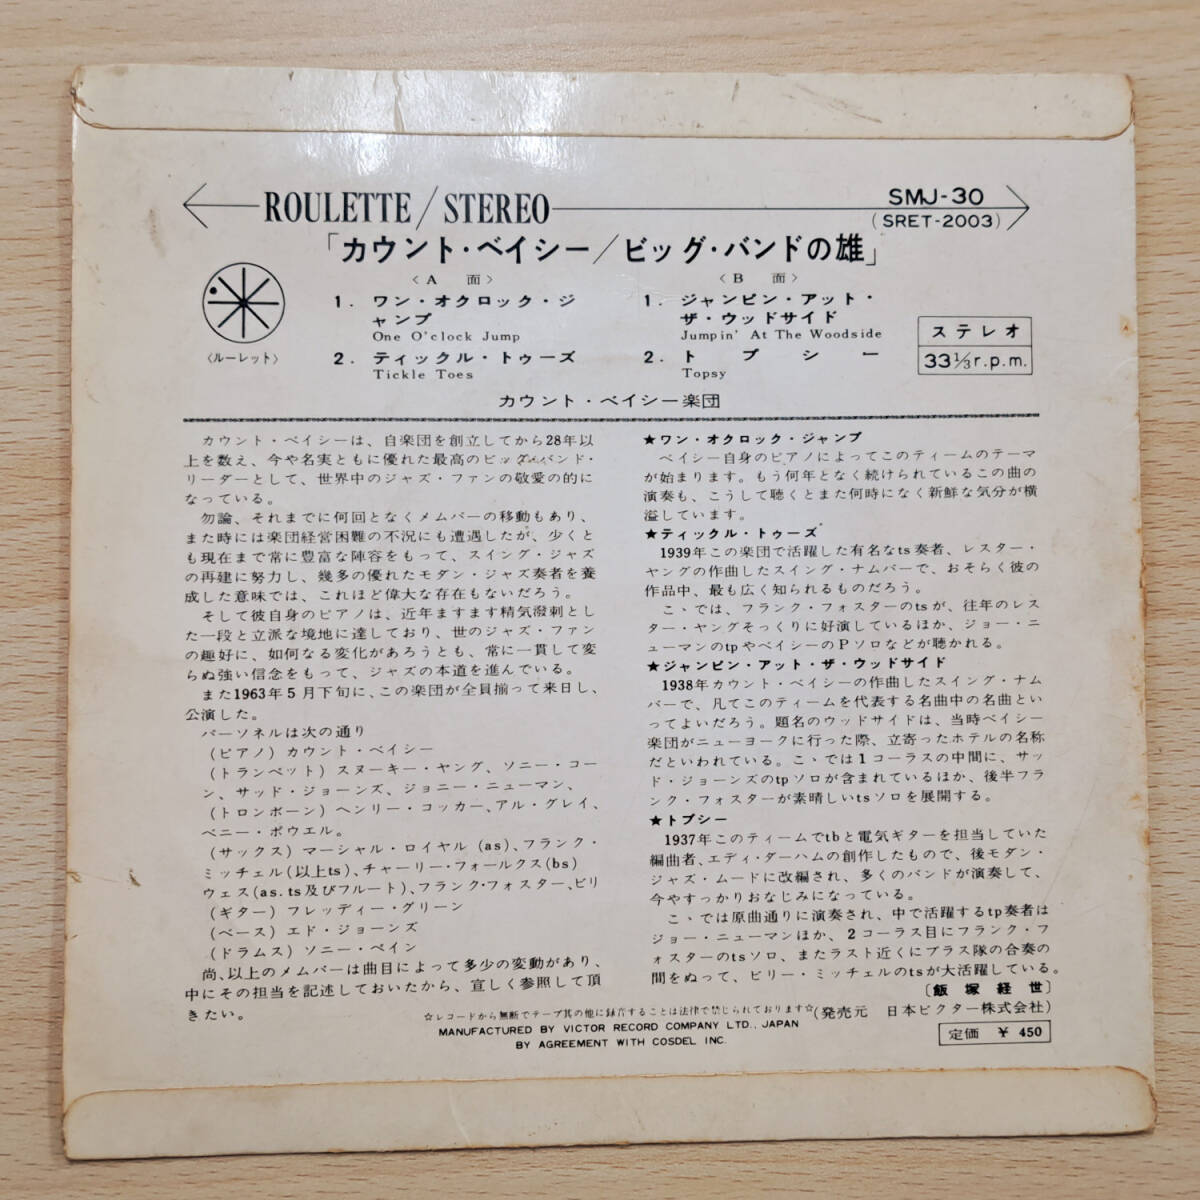 ROULETTE/STEREO
SMJ-30
(SRET-2003)
「カウント・ベイシー/ビッグ・バンドの雄」
〈ルーレット〉
〈A 面〉
1. ワン・オクロック・ジ
ャンプ
One O'clock Jump
2. ティックル・トゥーズ
Tickle Toes
〈B 面〉
1. ジャンピン・アット・
ザ・ウッドサイド
Jumpin' At The Woodside
2. トプシー
Topsy
ステレオ
33⅓r.p.m.
カウント・ベイシー楽団
カウント・ベイシーは、自楽団を創立してから28年以
上を数え、今や名実ともに優れた最高のビッグ・バンド・
リーダーとして、世界中のジャズ・ファンの敬愛の的に
なっている。
勿論、それまでに何回となくメムバーの移動もあり、
また時には楽団経営困難の不況にも遭遇したが、少くと
も現在まで常に豊富な陣容をもって、スイング・ジャズ
の再建に努力し、幾多の優れたモダン・ジャズ奏者を養
成した意味では、これほど偉大な存在もないだろう。
そして彼自身のピアノは、近年ますます精気潑刺とし
た一段と立派な境地に達しており、世のジャズ・ファン
の趣好に、如何なる変化があろうとも、常に一貫して変
らぬ強い信念をもって、ジャズの本道を進んでいる。
また1963年5月下旬に、この楽団が全員揃って来日し、
公演した。
パーソネルは次の通り
(ピアノ) カウント・ベイシー
(トランペット) スヌーキー・ヤング、ソニー・コー
ン、サッド・ジョーンズ、ジョニー・ニューマン、
(トロンボーン) ヘンリー・コッカー、アル・グレイ、
ベニー・ポウエル。
(サックス) マーシャル・ロイヤル (as)、フランク・
ミッチェル(以上ts)、チャーリー・フォールクス(bs)
ウェス(as.ts及びフルート)、フランク・フォスター、ビリ
(ギター) フレッディー・グリーン
(ベース) エド・ジョーンズ
(ドラムス) ソニー・ペイン
尚、以上のメムバーは曲目によって多少の変動があり、
中にその担当を記述しておいたから、宜しく参照して頂
きたい。
★ワン・オクロック・ジャンプ
ベイシー自身のピアノによってこのティームのテーマ
が始まります。もう何年となく続けられているこの曲の
演奏も、こうして聴くとまた何時になく新鮮な気分が横
溢しています。
★ティックル・トゥーズ
1939年この楽団で活躍した有名なts奏者、レスター・
ヤングの作曲したスイング・ナムバーで、おそらく彼の
作品中、最も広く知られるものだろう。
こゝでは、フランク・フォスターのtsが、往年のレス
ター・ヤングそっくりに好演しているほか、ジョー・ニ
ューマンのtpやベイシーのPソロなどが聴かれる。
★ジャンピン・アット・ザ・ウッドサイド
1938年カウント・ベイシーの作曲したスイング・ナム
バーで、凡てこのティームを代表する名曲中の名曲とい
ってよいだろう。題名のウッドサイドは、当時ベイシー
楽団がニューヨークに行った際、立寄ったホテルの名称
だといわれている。こゝでは1コーラスの中間に、サッ
ド・ジョーンズのtpソロが含まれているほか、後半フラ
ンク・フォスターが素晴しいtsソロを展開する。
★トプシー
1937年このティームでtbと電気ギターを担当していた
編曲者、エディ・ダーハムの創作したもので、後モダン・
ジャズ・ムードに改編され、多くのバンドが演奏して、
今やすっかりおなじみになっている。
こゝでは原曲通りに演奏され、中で活躍するtp奏者は
ジョー・ニューマンほか、2コーラス目にフランク・フ
ォスターのtsソロ、またラスト近くにブラス隊の合奏の
間をぬって、ビリー・ミッチェルのtsが大活躍している。
〔飯塚経世〕
☆レコードから無断でテープ其の他に録音することは法律で禁じられております☆
(発売元 日本ビクター株式会社)
MANUFACTURED BY VICTOR RECORD COMPANY LTD., JAPAN
BY AGREEMENT WITH COSDEL INC.
定価 ¥ 450